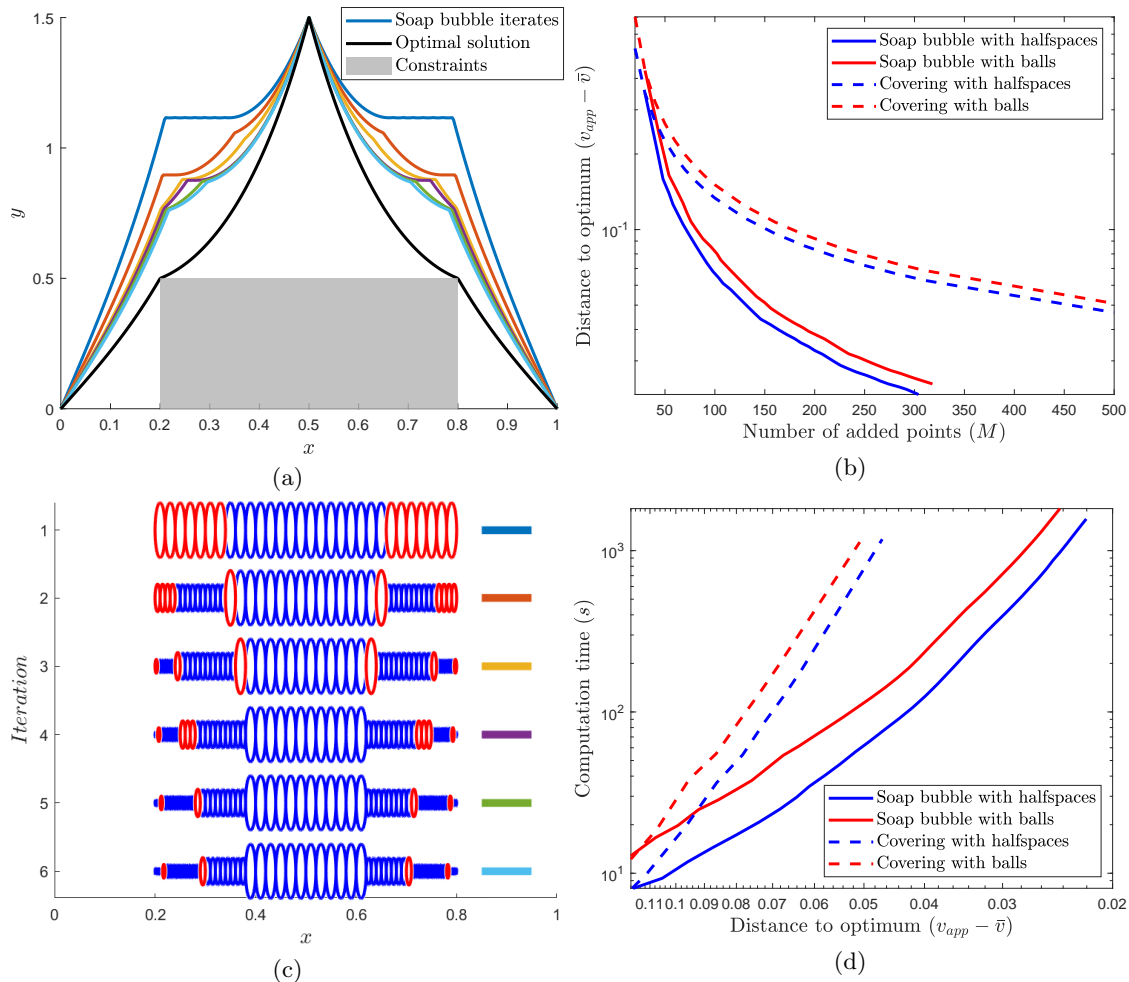 Soap bubble iterates
Optimal solution
Constraints
1.5
1
0.5
0
y
0 0.1 0.2 0.3 0.4 0.5 0.6 0.7 0.8 0.9 1
x
(a)
Soap bubble with halfspaces
Soap bubble with balls
Covering with halfspaces
Covering with balls
Distance to optimum (v_app − v̄)
10⁻¹
50 100 150 200 250 300 350 400 450 500
Number of added points (M)
(b)
Iteration
1
2
3
4
5
6
0 0.2 0.4 0.6 0.8 1
x
(c)
Computation time (s)
10³
10²
10¹
Soap bubble with halfspaces
Soap bubble with balls
Covering with halfspaces
Covering with balls
0.11 0.1 0.09 0.08 0.07 0.06 0.05 0.04 0.03 0.02
Distance to optimum (v_app − v̄)
(d)